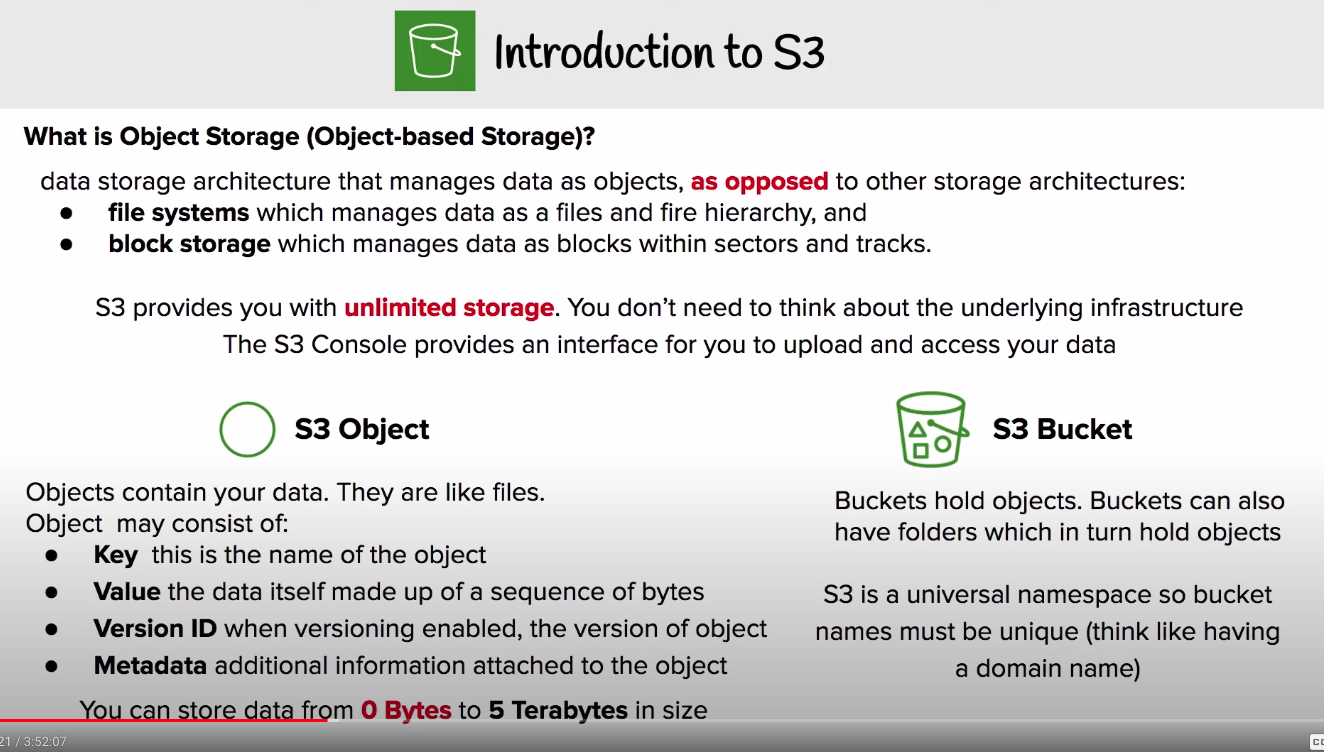 Introduction to S3
What is Object Storage (Object-based Storage)?
data storage architecture that manages data as objects, as opposed to other storage architectures:
● file systems which manages data as a files and fire hierarchy, and
● block storage which manages data as blocks within sectors and tracks.
S3 provides you with unlimited storage. You don’t need to think about the underlying infrastructure
The S3 Console provides an interface for you to upload and access your data
S3 Object
Objects contain your data. They are like files.
Object may consist of:
● Key this is the name of the object
● Value the data itself made up of a sequence of bytes
● Version ID when versioning enabled, the version of object
● Metadata additional information attached to the object
You can store data from 0 Bytes to 5 Terabytes in size
S3 Bucket
Buckets hold objects. Buckets can also
have folders which in turn hold objects
S3 is a universal namespace so bucket
names must be unique (think like having
a domain name)
21 / 3:52:07